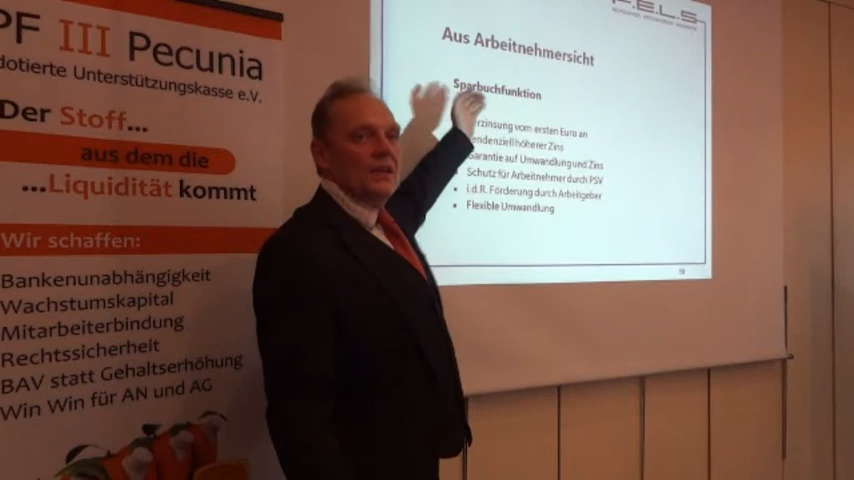 PF III Pecunia
dotierte Unterstützungskasse e.V.
Der Stoff...
aus dem die
...Liquidität kommt
Wir schaffen:
Bankenunabhängigkeit
Wachstumskapital
Mitarbeiterbindung
Rechtssicherheit
BAV statt Gehaltserhöhung
Win Win für AN und AG
F.E.L.S
Aus Arbeitnehmersicht
Sparbuchfunktion
erzinsung vom ersten Euro an
endenziell höherer Zins
Garantie auf Umwandlung und Zins
• Schutz für Arbeitnehmer durch PSV
• i.d.R. Förderung durch Arbeitgeber
• Flexible Umwandlung